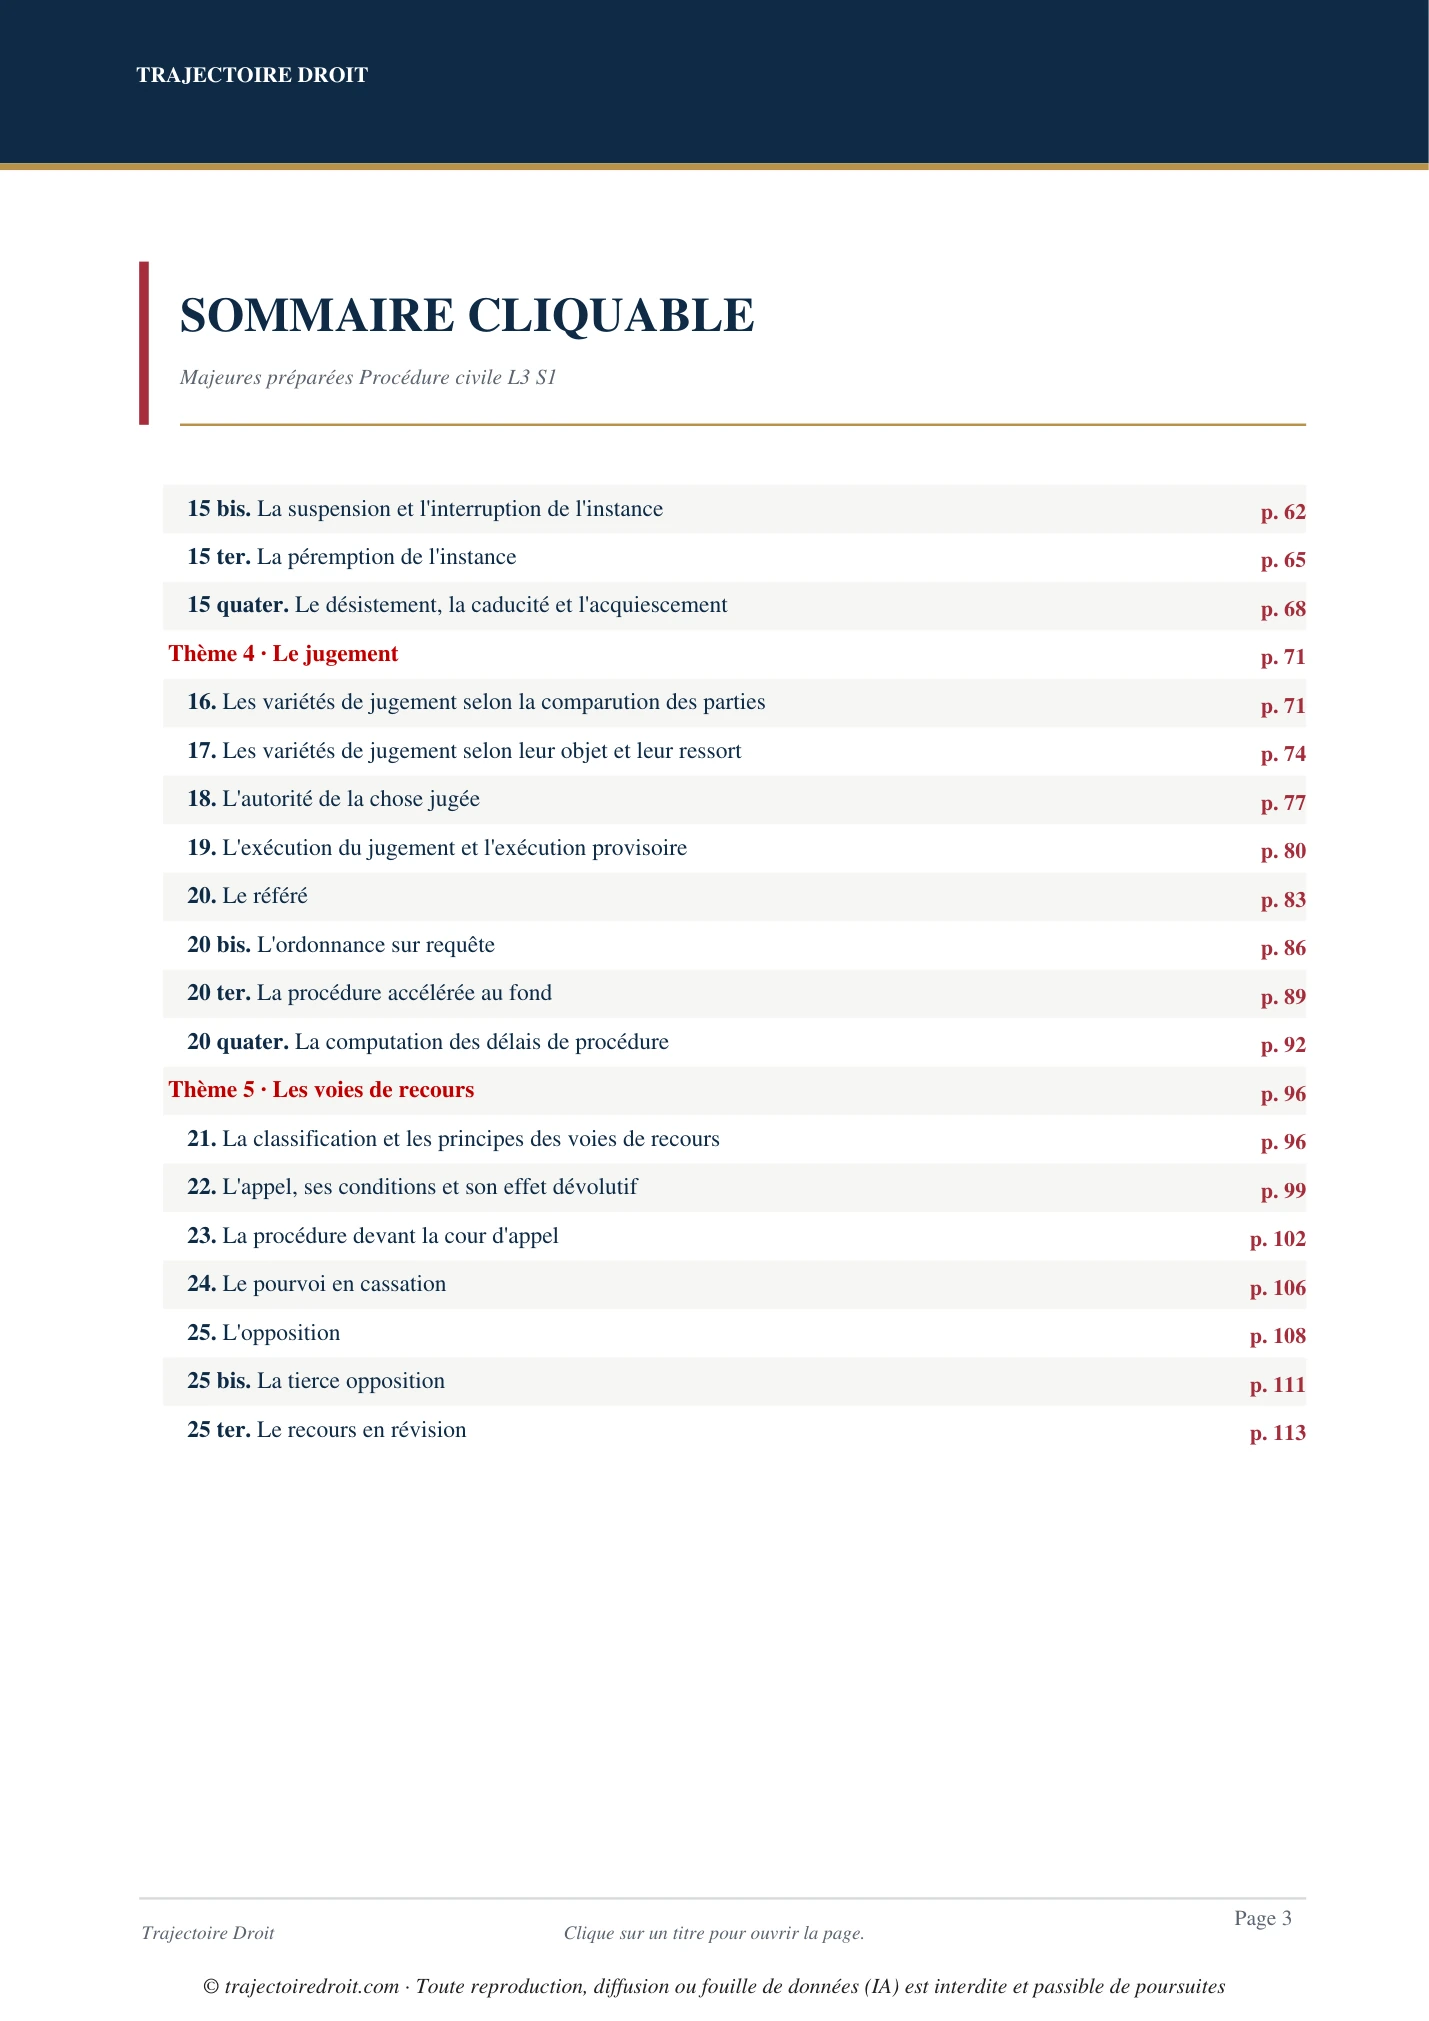 TRAJECTOIRE DROIT
SOMMAIRE CLIQUABLE
Majeures préparées Procédure civile L3 S1
15 bis. La suspension et l'interruption de l'instance p. 62
15 ter. La péremption de l'instance p. 65
15 quater. Le désistement, la caducité et l'acquiescement p. 68
Thème 4 · Le jugement p. 71
16. Les variétés de jugement selon la comparution des parties p. 71
17. Les variétés de jugement selon leur objet et leur ressort p. 74
18. L'autorité de la chose jugée p. 77
19. L'exécution du jugement et l'exécution provisoire p. 80
20. Le référé p. 83
20 bis. L'ordonnance sur requête p. 86
20 ter. La procédure accélérée au fond p. 89
20 quater. La computation des délais de procédure p. 92
Thème 5 · Les voies de recours p. 96
21. La classification et les principes des voies de recours p. 96
22. L'appel, ses conditions et son effet dévolutif p. 99
23. La procédure devant la cour d'appel p. 102
24. Le pourvoi en cassation p. 106
25. L'opposition p. 108
25 bis. La tierce opposition p. 111
25 ter. Le recours en révision p. 113
Page 3
Trajectoire Droit Clique sur un titre pour ouvrir la page.
© trajectoiredroit.com · Toute reproduction, diffusion ou fouille de données (IA) est interdite et passible de poursuites